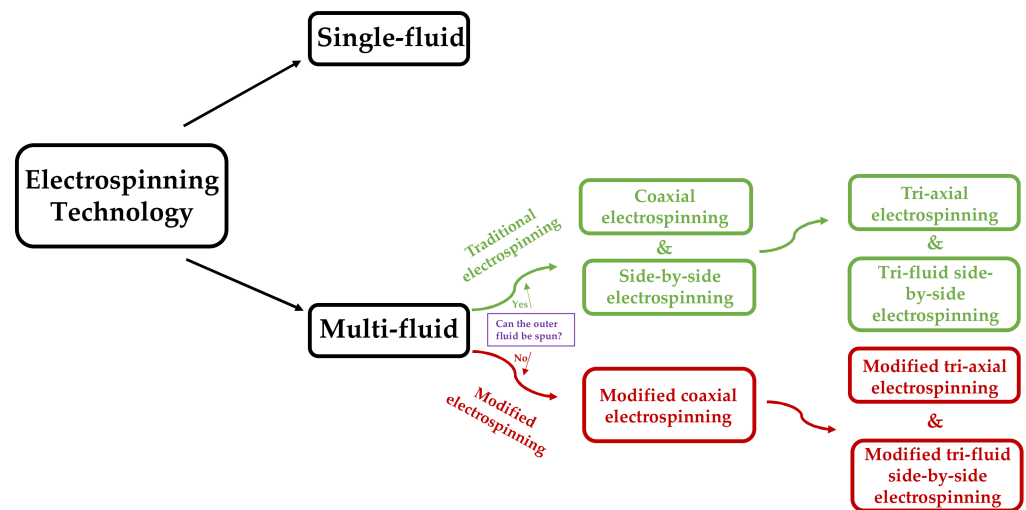 Single-fluid
Electrospinning
Technology
Multi-fluid
Traditional
electrospinning
Yes
Can the outer
fluid be spun?
No
Modified
electrospinning
Coaxial
electrospinning
&
Side-by-side
electrospinning
Tri-axial
electrospinning
&
Tri-fluid side-
by-side
electrospinning
Modified coaxial
electrospinning
Modified tri-axial
electrospinning
&
Modified tri-fluid
side-by-side
electrospinning